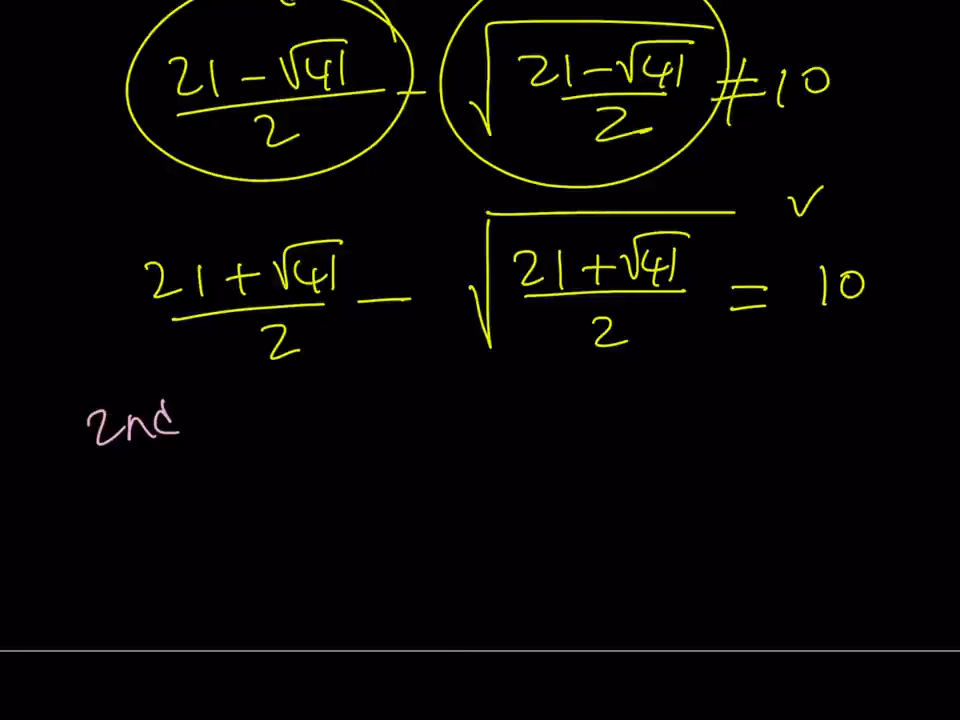 (21 - √41)/2 - √((21 - √41)/2) ≠ 10
✓
(21 + √41)/2 - √((21 + √41)/2) = 10
2nd